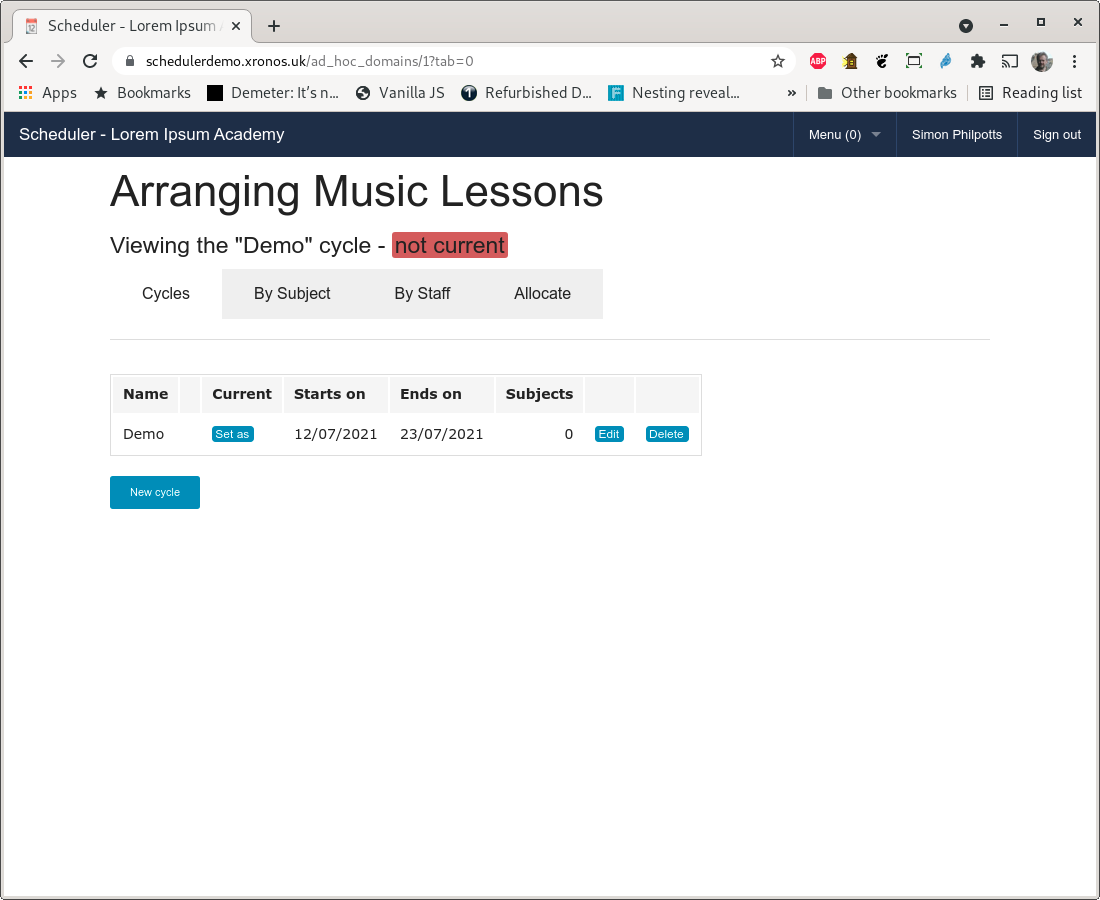 Scheduler - Lorem Ipsum
schedulerdemo.xronos.uk/ad_hoc_domains/1?tab=0
ABP
Apps Bookmarks Demeter: It's n... Vanilla JS Refurbished D... Nesting reveal... » Other bookmarks Reading list
Scheduler - Lorem Ipsum Academy Menu (0) Simon Philpotts Sign out
Arranging Music Lessons
Viewing the "Demo" cycle - not current
Cycles By Subject By Staff Allocate
Name Current Starts on Ends on Subjects
Demo Set as 12/07/2021 23/07/2021 0 Edit Delete
New cycle